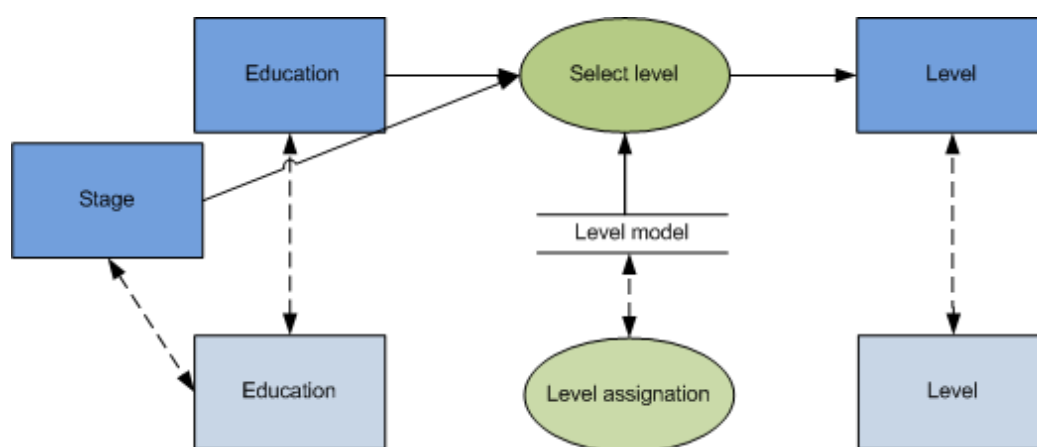 Education
Select level
Level
Stage
Level model
Education
Level assignation
Level